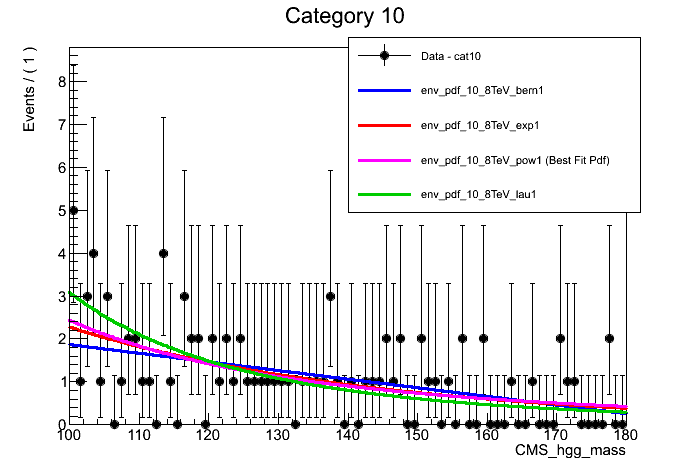 Category 10
Events / ( 1 )
Data - cat10
env_pdf_10_8TeV_bern1
env_pdf_10_8TeV_exp1
env_pdf_10_8TeV_pow1 (Best Fit Pdf)
env_pdf_10_8TeV_lau1
8
7
6
5
4
3
2
1
0
100 110 120 130 140 150 160 170 180
CMS_hgg_mass